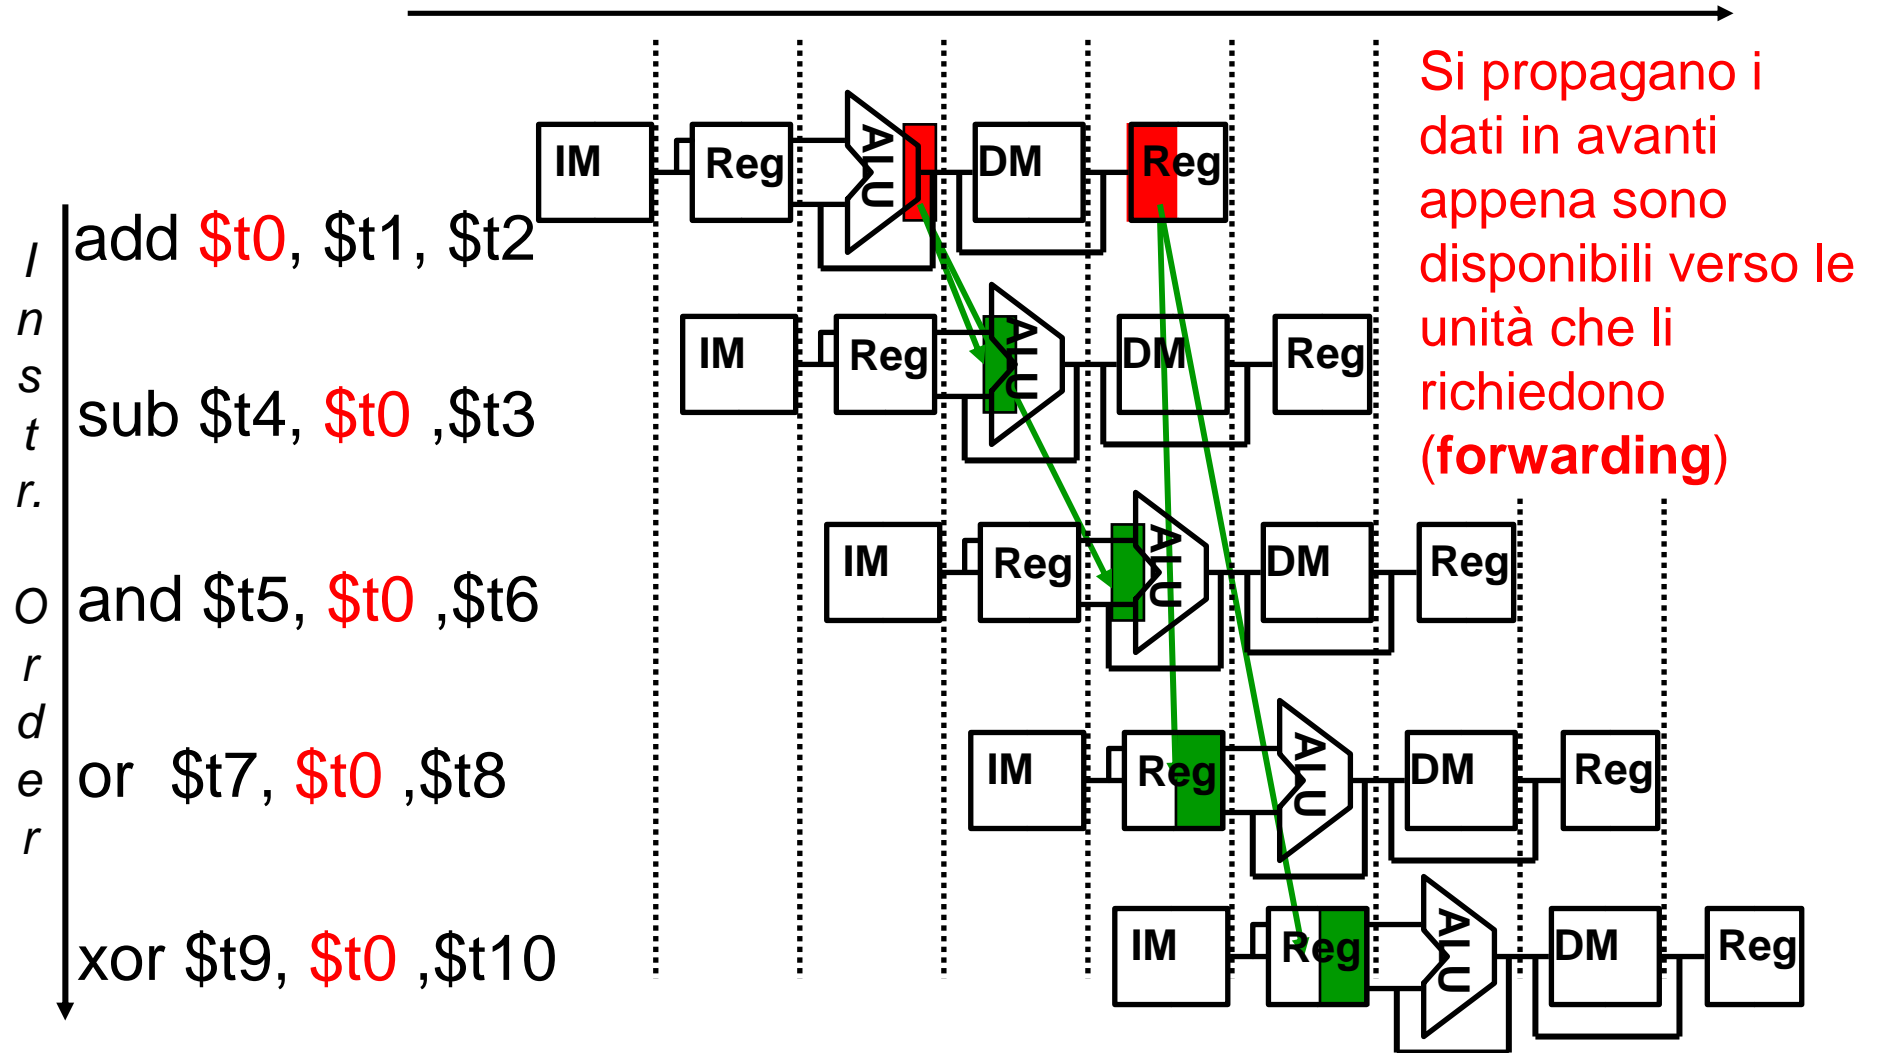 Si propagano i
dati in avanti
appena sono
disponibili verso le
unità che li
richiedono
(forwarding)
Instr. Order
add $t0, $t1, $t2
IM Reg ALU DM Reg
sub $t4, $t0 ,$t3
IM Reg ALU DM Reg
and $t5, $t0 ,$t6
IM Reg ALU DM Reg
or $t7, $t0 ,$t8
IM Reg ALU DM Reg
xor $t9, $t0 ,$t10
IM Reg ALU DM Reg